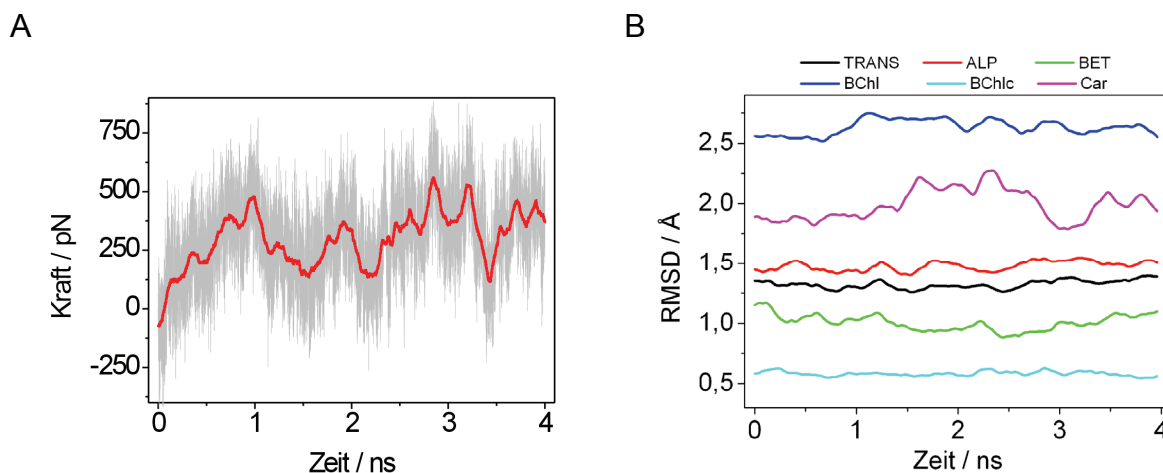 A
Kraft / pN
750
500
250
0
-250
0 1 2 3 4
Zeit / ns
B
TRANS ALP BET
BChl BChlc Car
RMSD / Å
2,5
2,0
1,5
1,0
0,5
0 1 2 3 4
Zeit / ns